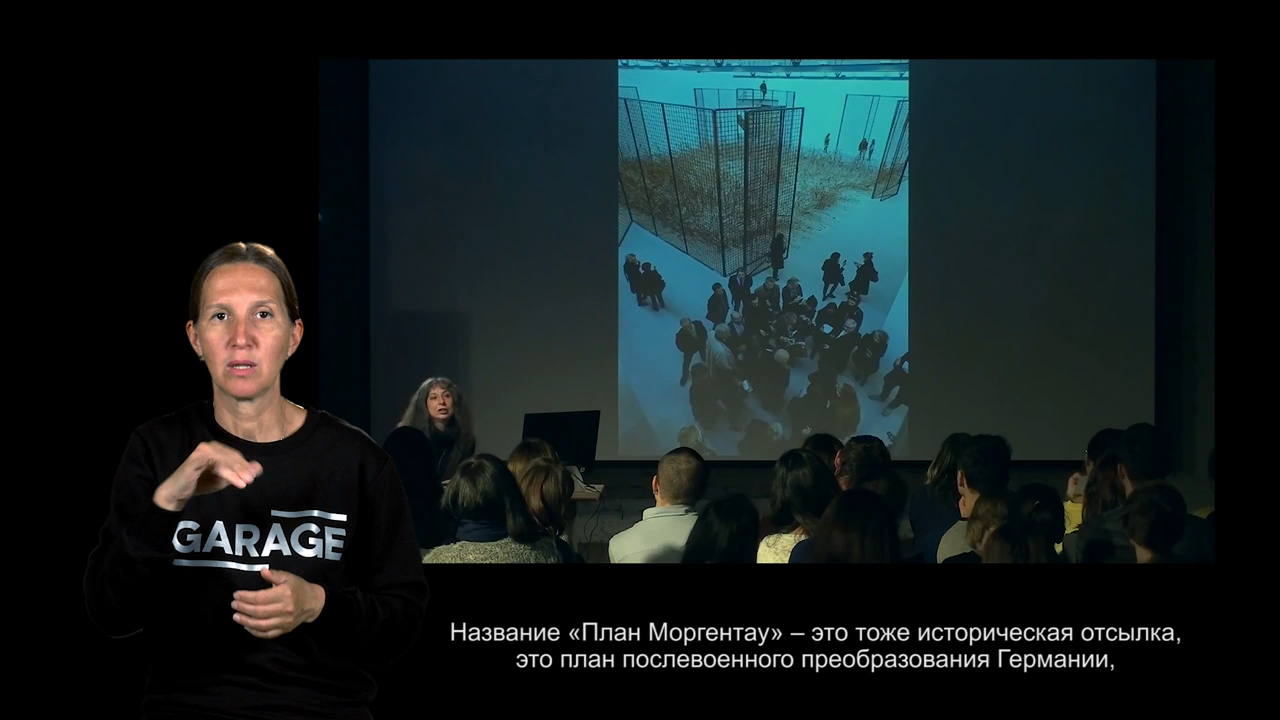 GARAGE
Название «План Моргентау» – это тоже историческая отсылка,
это план послевоенного преобразования Германии,